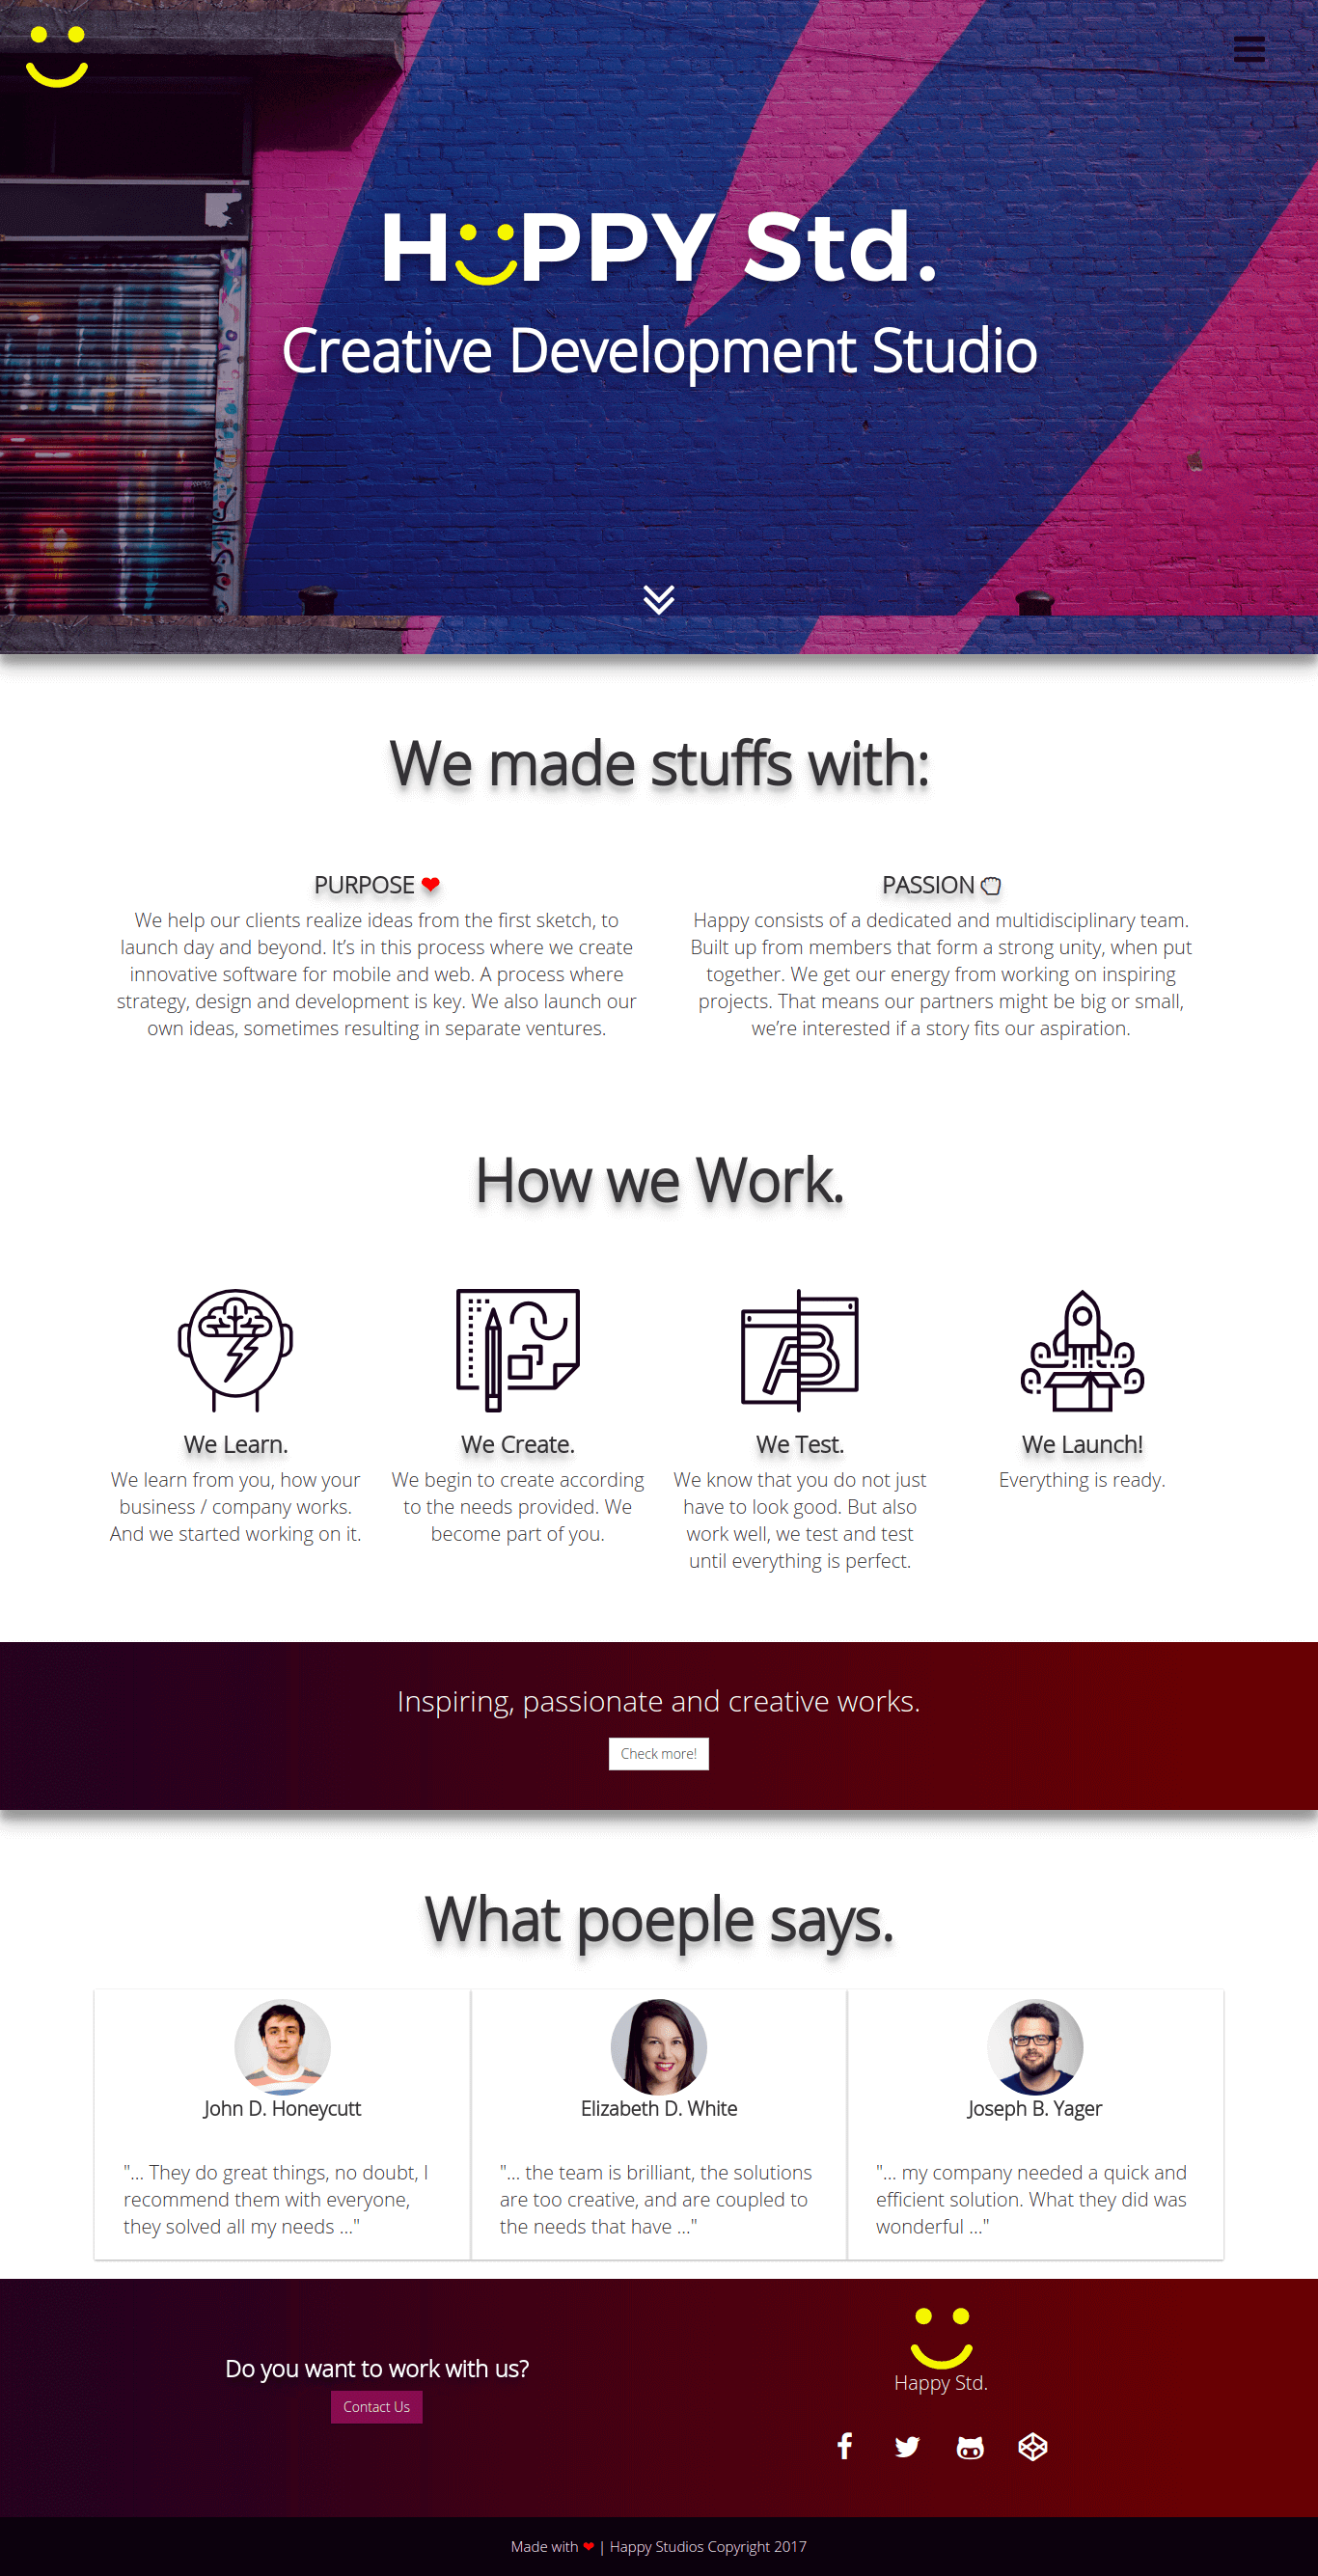 HAPPY Std.
Creative Development Studio
We made stuffs with:
PURPOSE ❤
We help our clients realize ideas from the first sketch, to
launch day and beyond. It’s in this process where we create
innovative software for mobile and web. A process where
strategy, design and development is key. We also launch our
own ideas, sometimes resulting in separate ventures.
PASSION
Happy consists of a dedicated and multidisciplinary team.
Built up from members that form a strong unity, when put
together. We get our energy from working on inspiring
projects. That means our partners might be big or small,
we’re interested if a story fits our aspiration.
How we Work.
We Learn.
We learn from you, how your
business / company works.
And we started working on it.
We Create.
We begin to create according
to the needs provided. We
become part of you.
We Test.
We know that you do not just
have to look good. But also
work well, we test and test
until everything is perfect.
We Launch!
Everything is ready.
Inspiring, passionate and creative works.
Check more!
What poeple says.
John D. Honeycutt
"... They do great things, no doubt, I
recommend them with everyone,
they solved all my needs ..."
Elizabeth D. White
"... the team is brilliant, the solutions
are too creative, and are coupled to
the needs that have ..."
Joseph B. Yager
"... my company needed a quick and
efficient solution. What they did was
wonderful ..."
Do you want to work with us?
Contact Us
Happy Std.
Made with ❤ | Happy Studios Copyright 2017